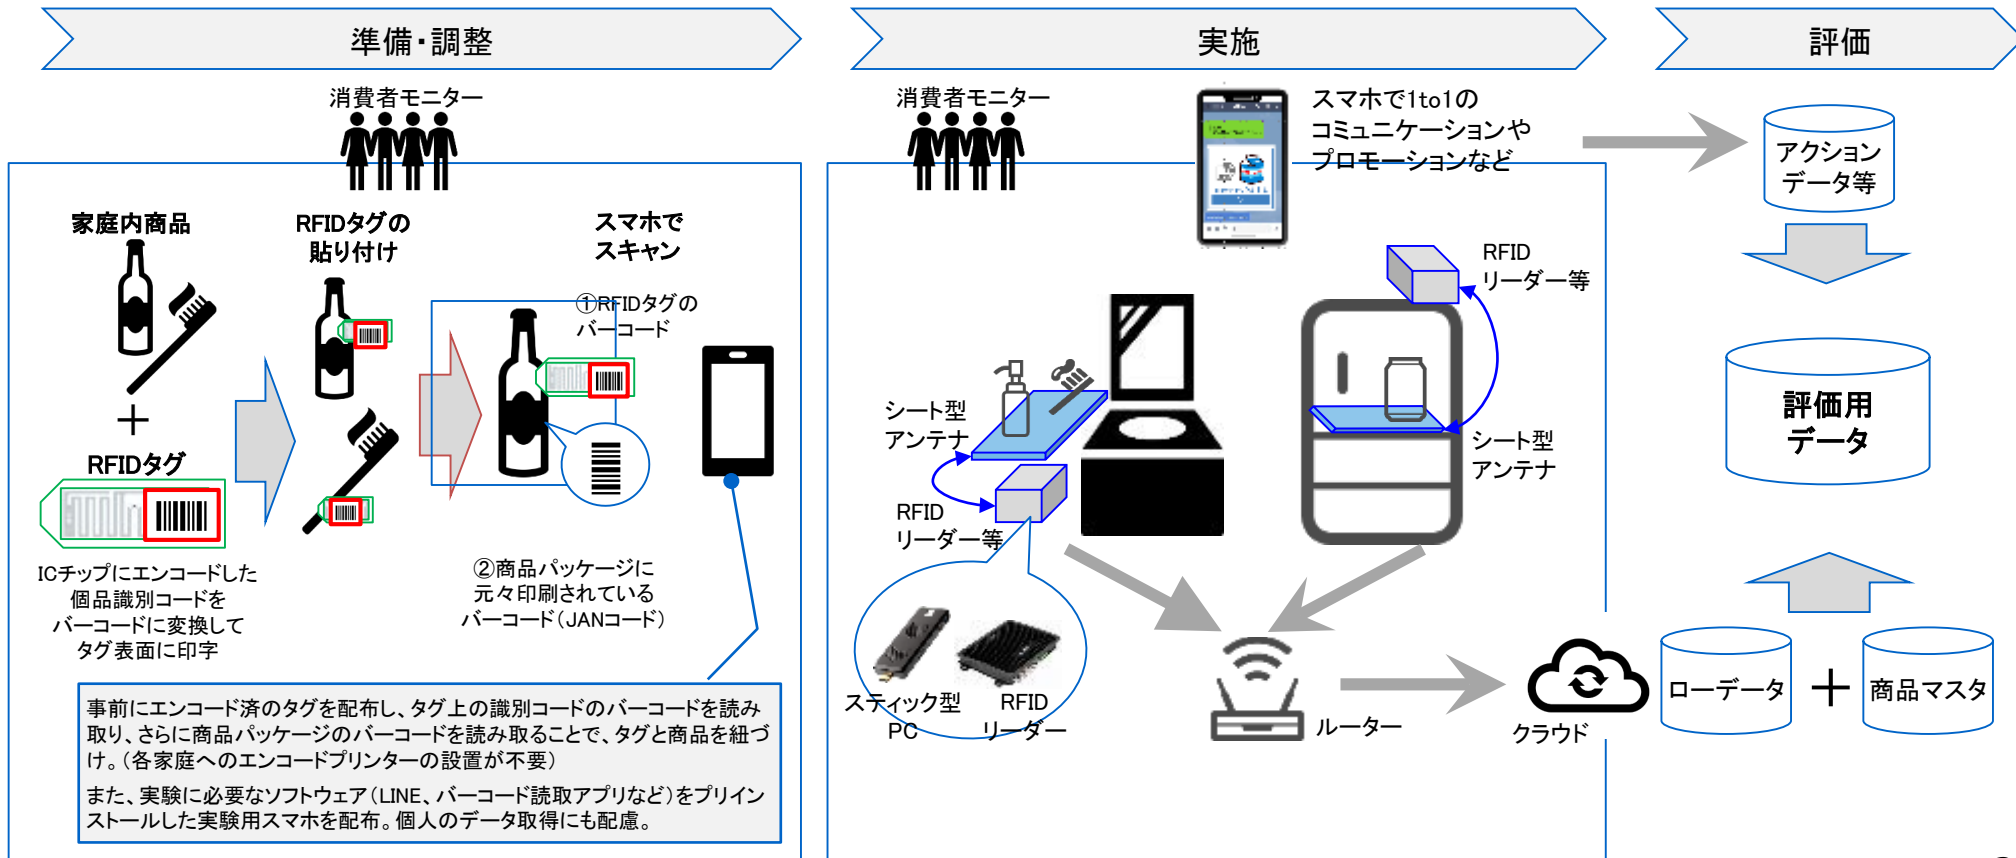 準備・調整
実施
評価
消費者モニター
家庭内商品
RFIDタグの
貼り付け
スマホで
スキャン
①RFIDタグの
バーコード
RFIDタグ
ICチップにエンコードした
個品識別コードを
バーコードに変換して
タグ表面に印字
②商品パッケージに
元々印刷されている
バーコード（JANコード）
事前にエンコード済のタグを配布し、タグ上の識別コードのバーコードを読み
取り、さらに商品パッケージのバーコードを読み取ることで、タグと商品を紐づ
け。（各家庭へのエンコードプリンターの設置が不要）
また、実験に必要なソフトウェア（LINE、バーコード読取アプリなど）をプリイン
ストールした実験用スマホを配布。個人のデータ取得にも配慮。
消費者モニター
スマホで1to1の
コミュニケーションや
プロモーションなど
RFID
リーダー等
シート型
アンテナ
シート型
アンテナ
RFID
リーダー等
スティック型
PC
RFID
リーダー
ルーター
クラウド
アクション
データ等
評価用
データ
ローデータ
＋
商品マスタ